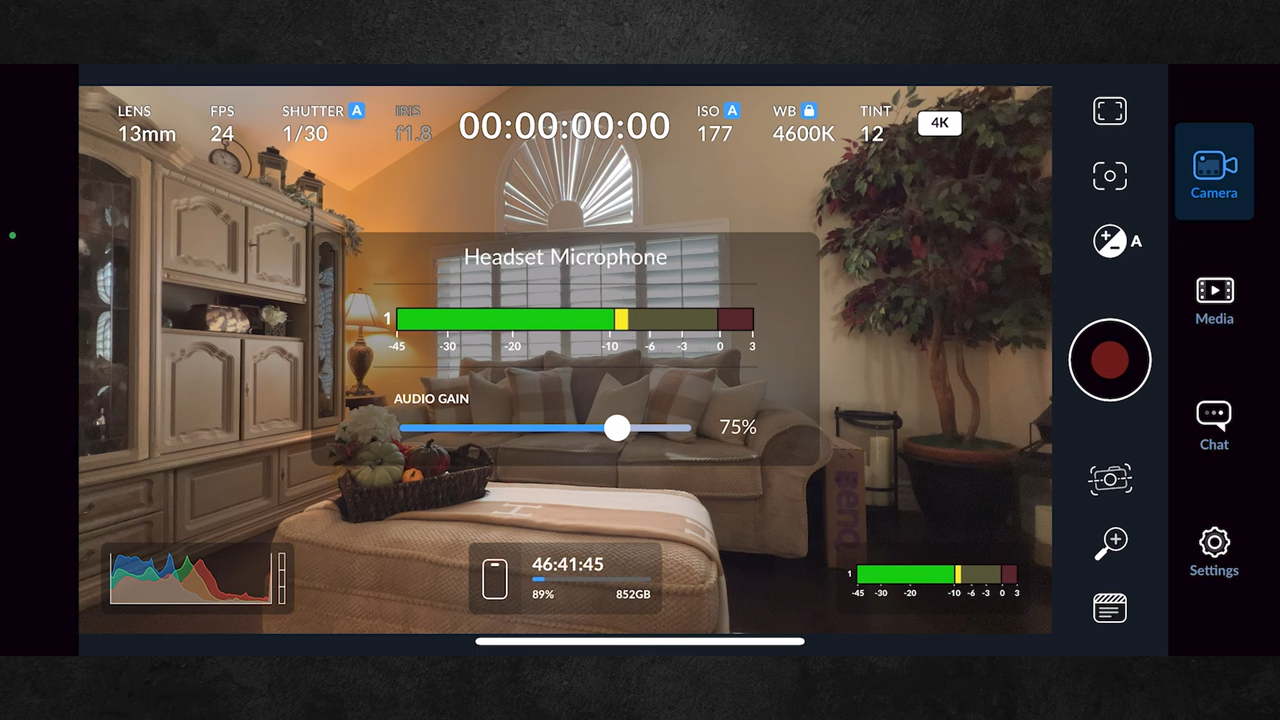 LENS FPS SHUTTER A IRIS 00:00:00:00 ISO A WB TINT 4K
13mm 24 1/30 f1.8 177 4600K 12
A
Camera
Headset Microphone
Media
1
-45 -30 -20 -10 -6 -3 0 3
AUDIO GAIN
75%
Chat
BenQ
46:41:45
89% 852GB
1
-45 -30 -20 -10 -6 -3 0 3
Settings
H